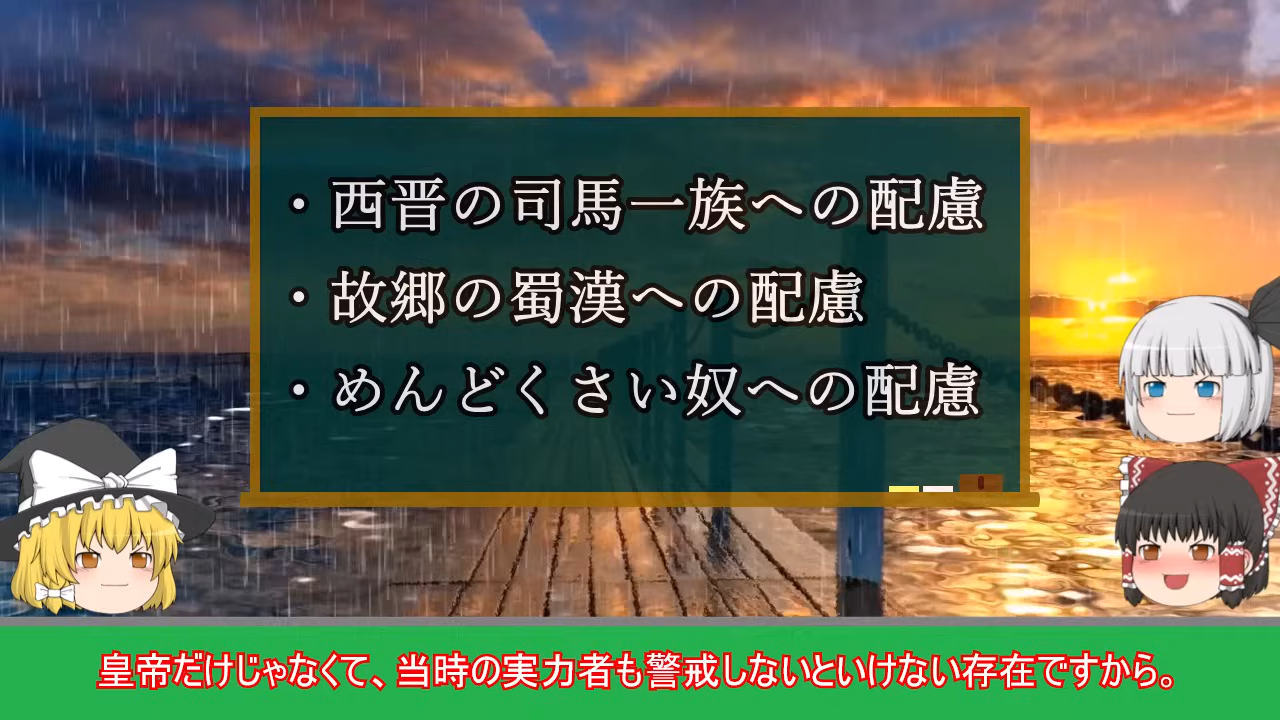 ・西晋の司馬一族への配慮
・故郷の蜀漢への配慮
・めんどくさい奴への配慮
皇帝だけじゃなくて、当時の実力者も警戒しないといけない存在ですから。